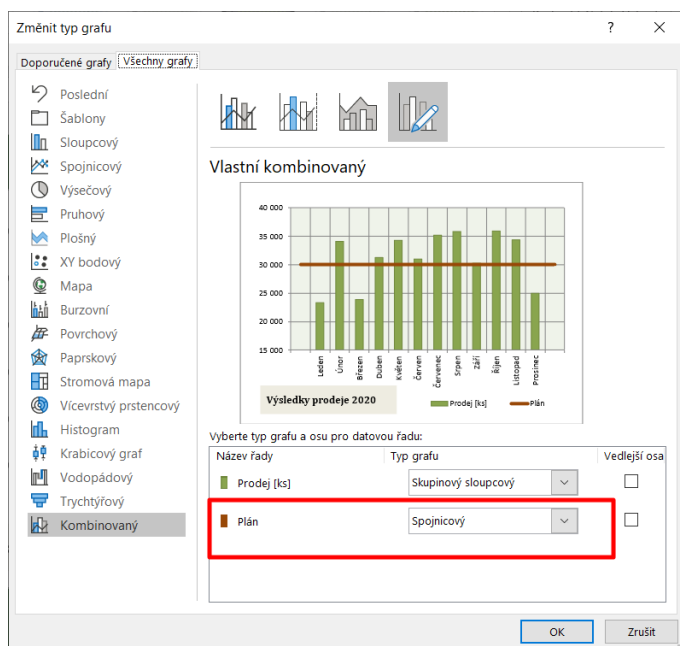 Změnit typ grafu
Doporučené grafy Všechny grafy
Poslední
Šablony
Sloupcový
Spojnicový
Výsečový
Pruhový
Plošný
XY bodový
Mapa
Burzovní
Povrchový
Paprskový
Stromová mapa
Vícevrstvý prstencový
Histogram
Krabicový graf
Vodopádový
Trychtýřový
Kombinovaný
Vlastní kombinovaný
40 000
35 000
30 000
25 000
20 000
15 000
Leden
Únor
Březen
Duben
Květen
Červen
Červenec
Srpen
Září
Říjen
Listopad
Prosinec
Výsledky prodeje 2020
Prodej [ks] Plán
Vyberte typ grafu a osu pro datovou řadu:
Název řady Typ grafu Vedlejší osa
Prodej [ks] Skupinový sloupcový
Plán Spojnicový
OK Zrušit